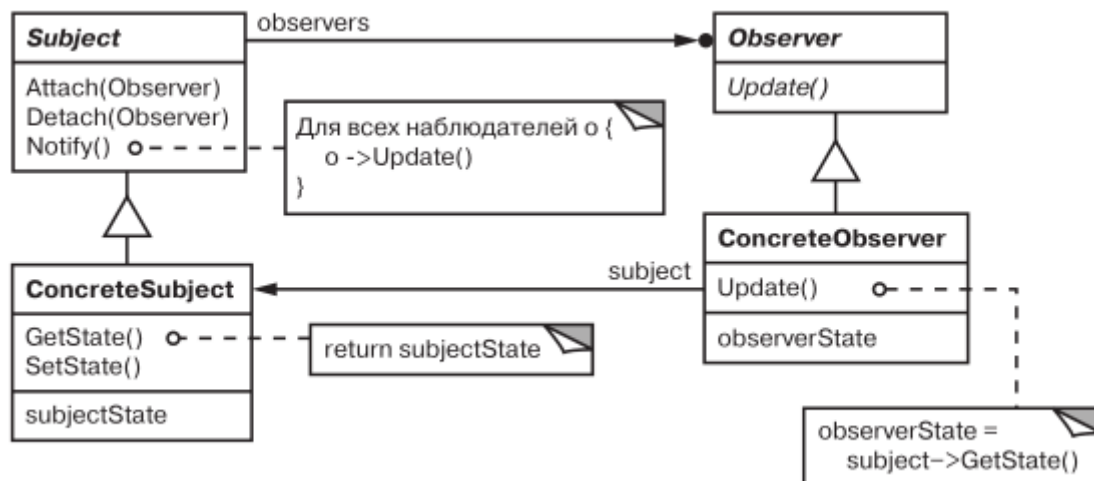 Subject
Attach(Observer)
Detach(Observer)
Notify()
observers
Observer
Update()
Для всех наблюдателей o {
o ->Update()
}
ConcreteSubject
GetState()
SetState()
subjectState
return subjectState
subject
ConcreteObserver
Update()
observerState
observerState =
subject->GetState()